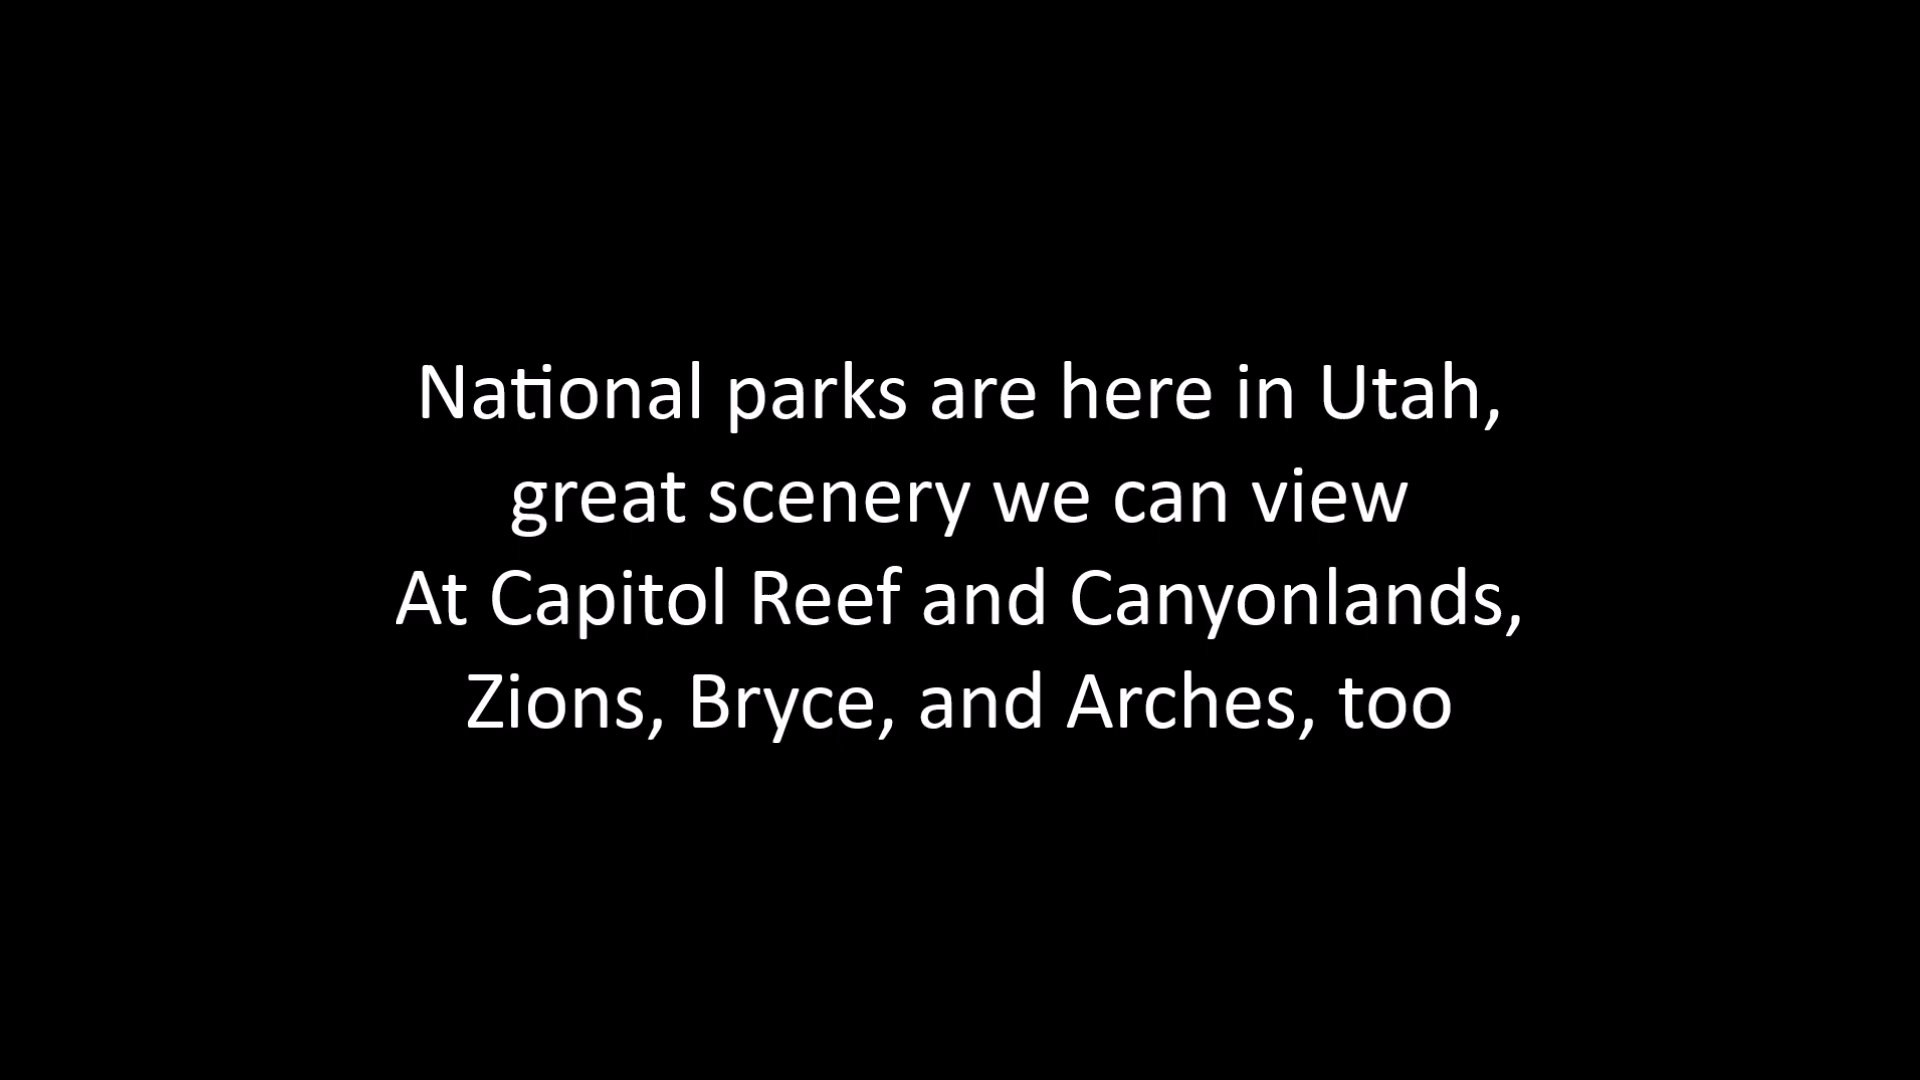 National parks are here in Utah,
great scenery we can view
At Capitol Reef and Canyonlands,
Zions, Bryce, and Arches, too